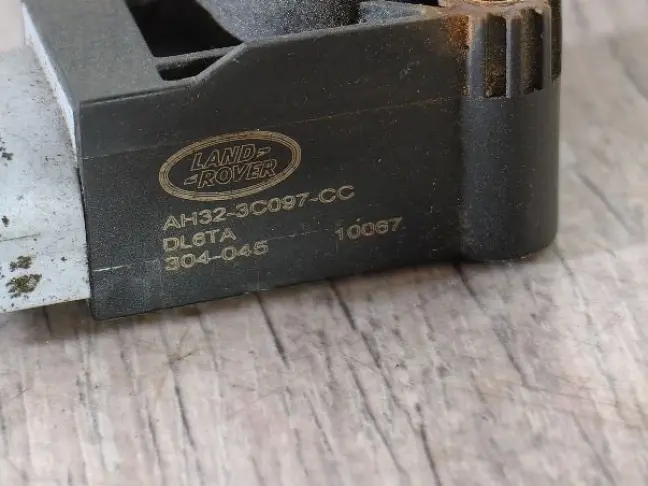 LAND-
-ROVER
AH32-3C097-CC
DL6TA
304-045 10067